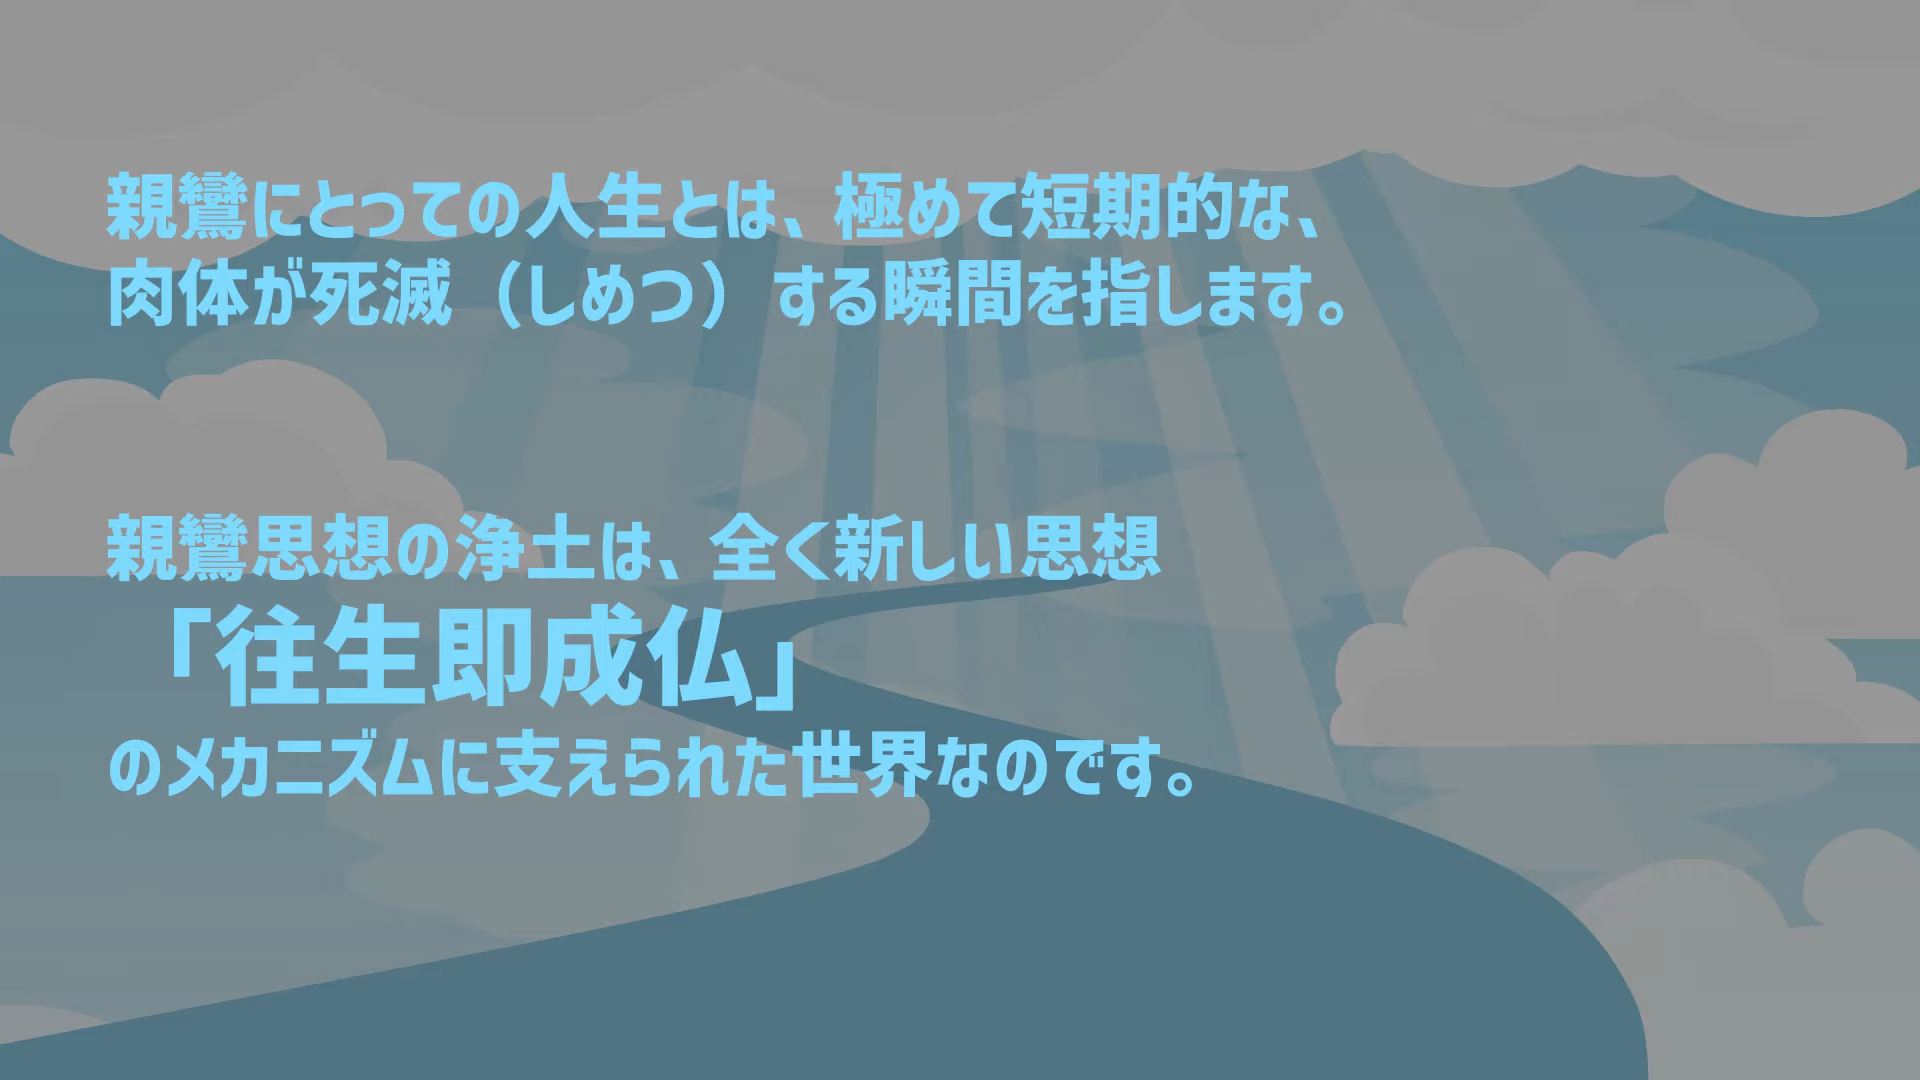 親鸞にとっての人生とは、極めて短期的な、
肉体が死滅（しめつ）する瞬間を指します。
親鸞思想の浄土は、全く新しい思想
「往生即成仏」
のメカニズムに支えられた世界なのです。